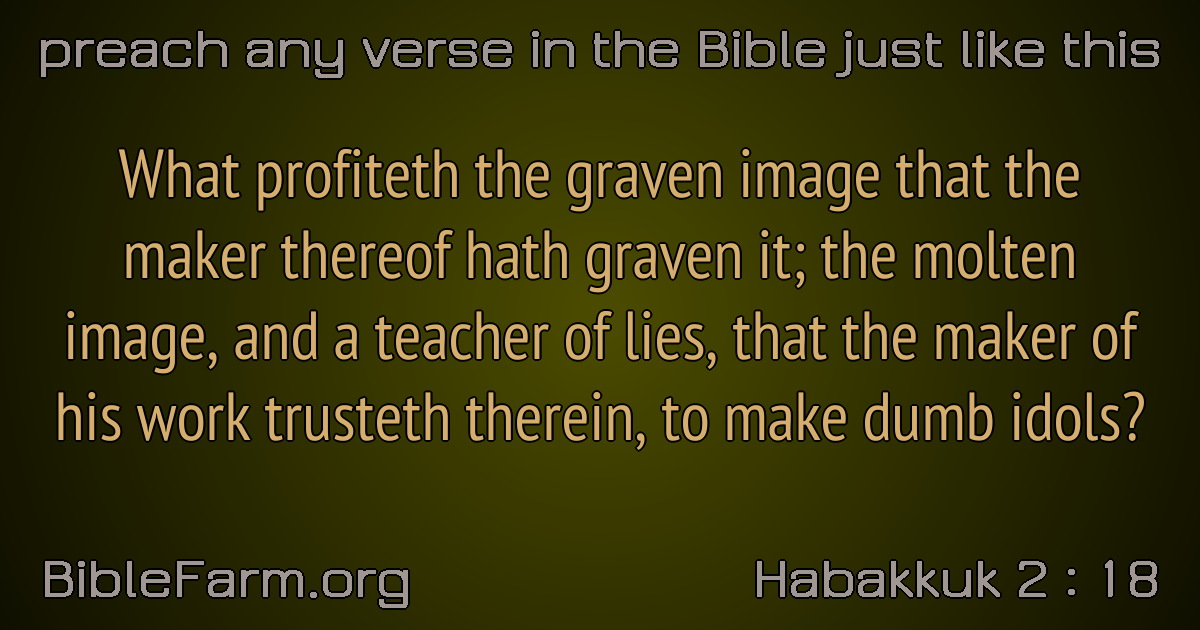 preach any verse in the Bible just like this
What profiteth the graven image that the
maker thereof hath graven it; the molten
image, and a teacher of lies, that the maker of
his work trusteth therein, to make dumb idols?
BibleFarm.org
Habakkuk 2 : 18